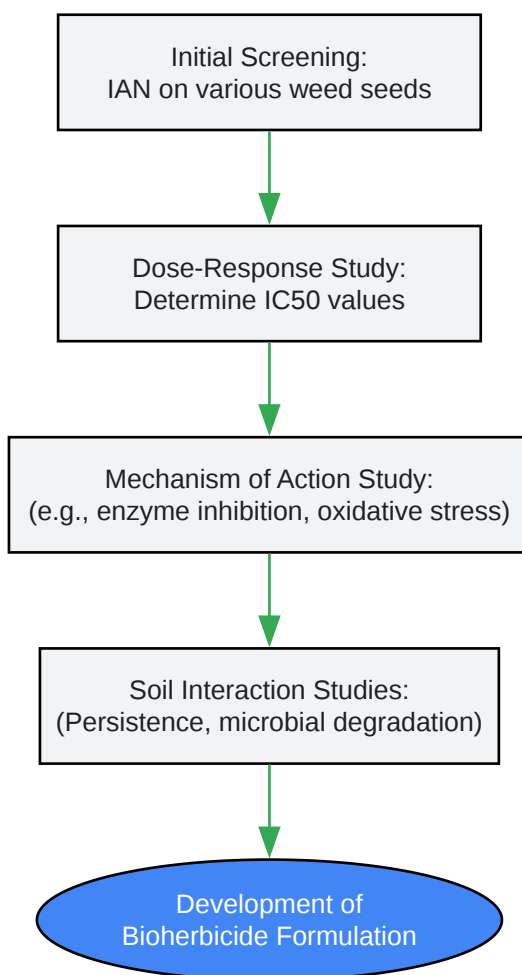 Initial Screening:
IAN on various weed seeds
Dose-Response Study:
Determine IC50 values
Mechanism of Action Study:
(e.g., enzyme inhibition, oxidative stress)
Soil Interaction Studies:
(Persistence, microbial degradation)
Development of
Bioherbicide Formulation